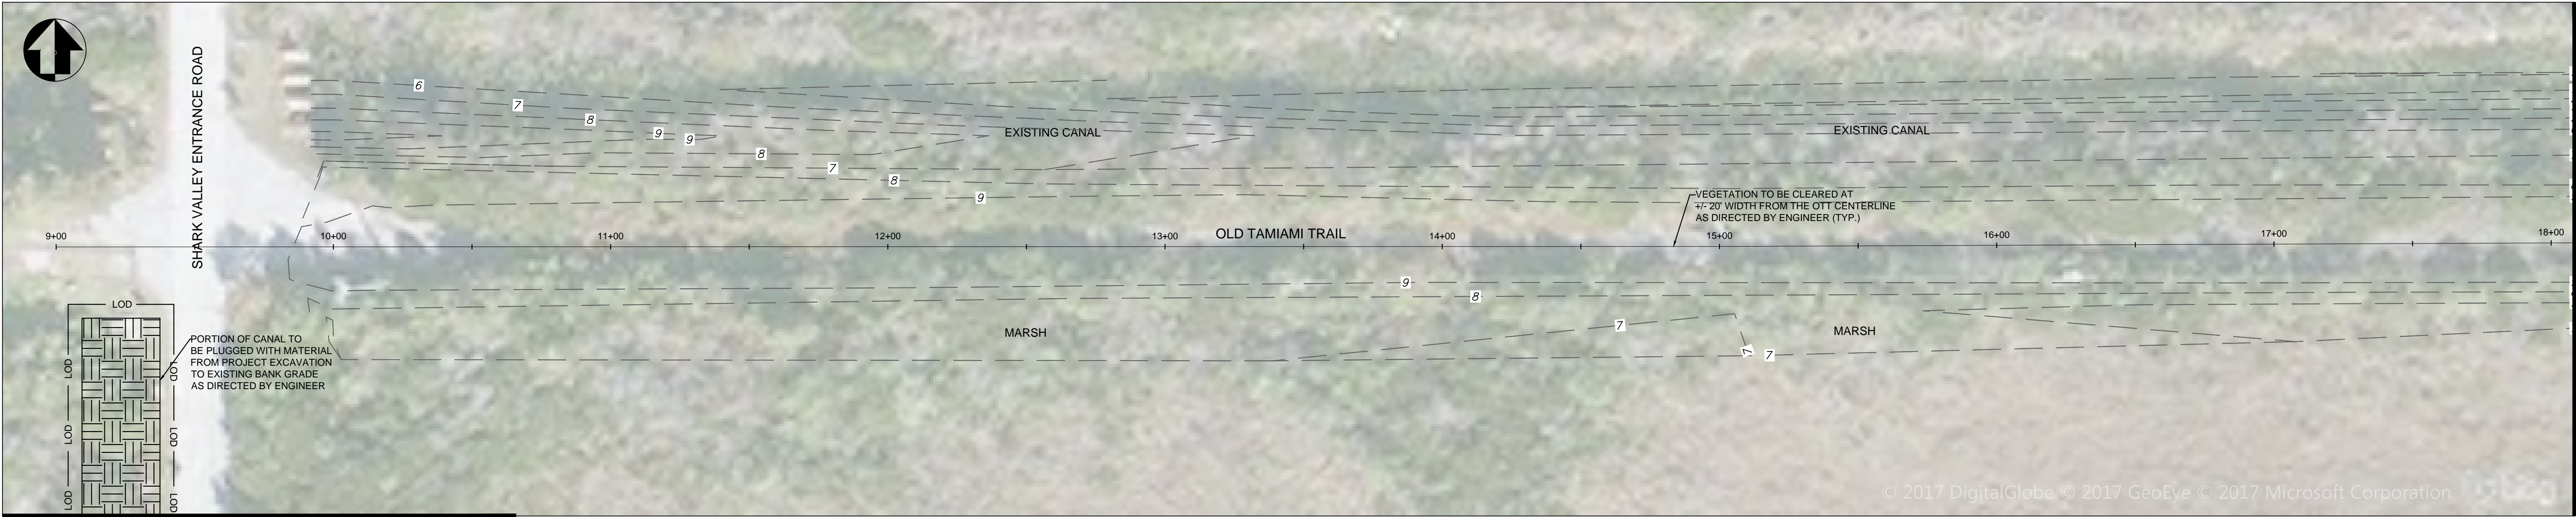 SHARK VALLEY ENTRANCE ROAD
6
7
8
9
9
8
7
8
9
EXISTING CANAL
EXISTING CANAL
VEGETATION TO BE CLEARED AT
+/- 20' WIDTH FROM THE OTT CENTERLINE
AS DIRECTED BY ENGINEER (TYP.)
OLD TAMIAMI TRAIL
9+00
10+00
11+00
12+00
13+00
14+00
15+00
16+00
17+00
18+00
9
8
7
7
7
MARSH
MARSH
LOD
PORTION OF CANAL TO
BE PLUGGED WITH MATERIAL
FROM PROJECT EXCAVATION
TO EXISTING BANK GRADE
AS DIRECTED BY ENGINEER
LOD
LOD
LOD
LOD
LOD
LOD
© 2017 DigitalGlobe © 2017 GeoEye © 2017 Microsoft Corporation